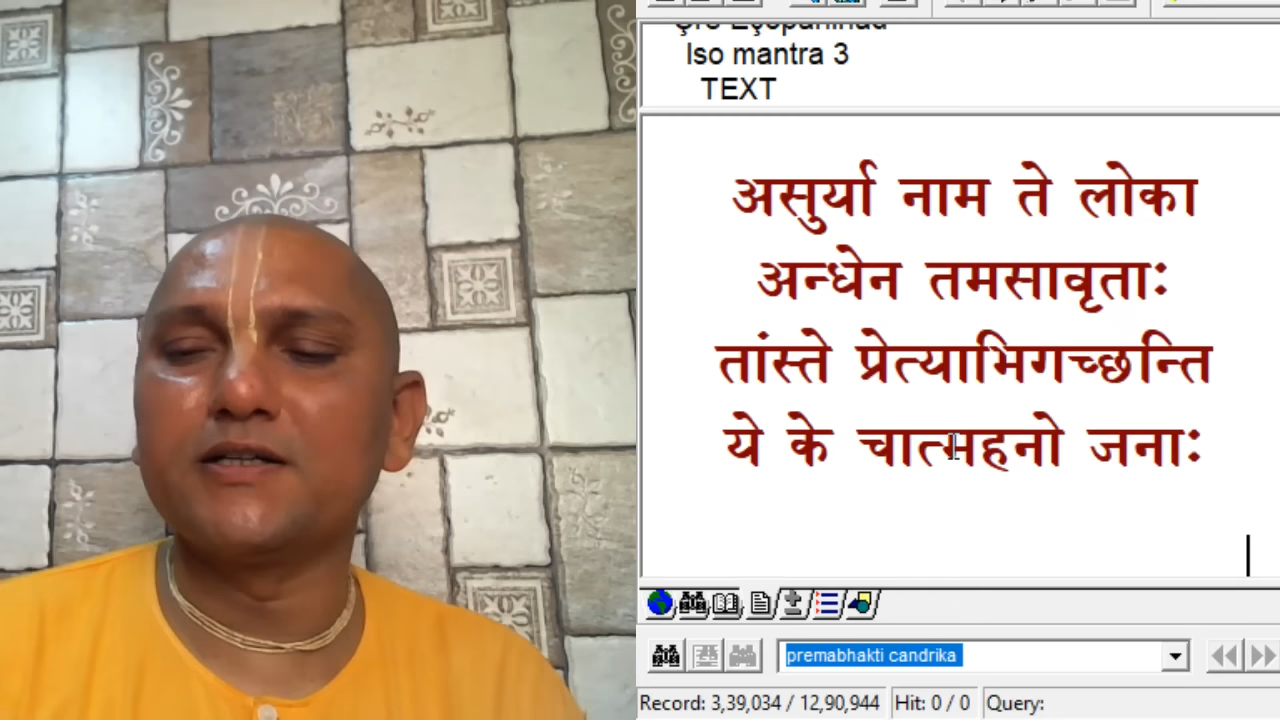 Iso mantra 3
TEXT
असुर्या नाम ते लोका
अन्धेन तमसावृताः
तांस्ते प्रेत्याभिगच्छन्ति
ये के चात्महनो जनाः
premabhakti candrika
Record: 3,39,034 / 12,90,944 Hit: 0 / 0 Query: